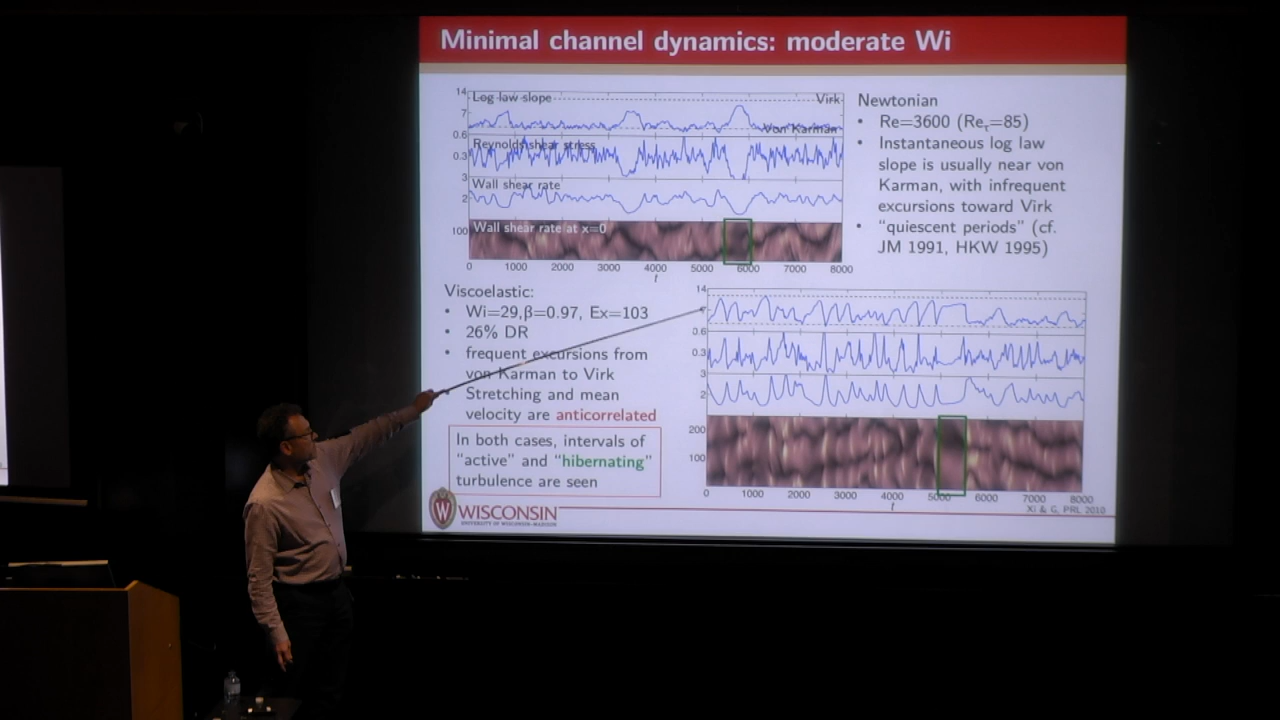 Minimal channel dynamics: moderate Wi
14
Log law slope
Virk
7
Von Karman
0.6
Reynolds shear stress
0.3
3
Wall shear rate
2
Wall shear rate at x=0
100
0 1000 2000 3000 4000 5000 6000 7000 8000
t
Newtonian
• Re=3600 (Reτ=85)
• Instantaneous log law
slope is usually near von
Karman, with infrequent
excursions toward Virk
• "quiescent periods" (cf.
JM 1991, HKW 1995)
Viscoelastic:
• Wi=29,β=0.97, Ex=103
• 26% DR
• frequent excursions from
von Karman to Virk
Stretching and mean
velocity are anticorrelated
In both cases, intervals of
"active" and "hibernating"
turbulence are seen
14
7
0.6
0.3
3
2
200
100
0 1000 2000 3000 4000 5000 6000 7000 8000
t
Xi & G, PRL 2010
W
WISCONSIN
UNIVERSITY OF WISCONSIN-MADISON